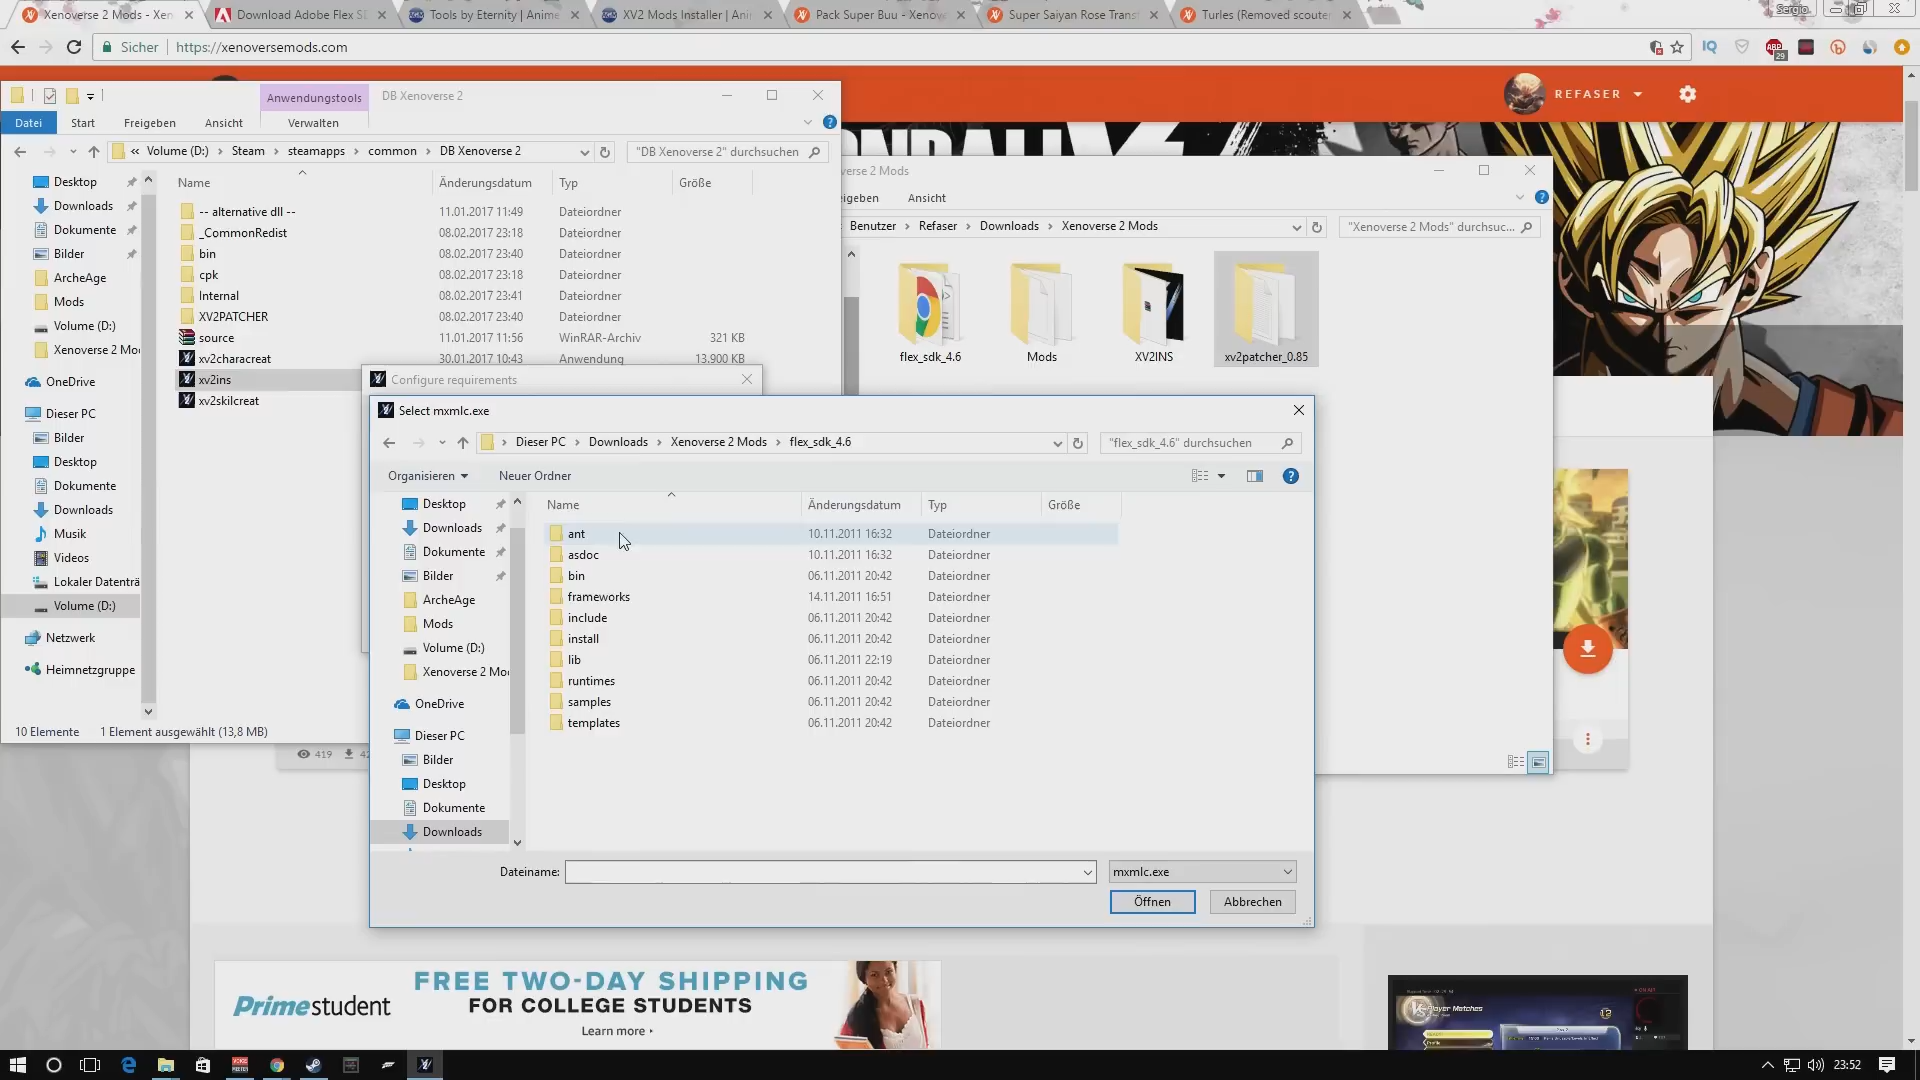 Xenoverse 2 Mods - Xen
Download Adobe Flex S
Tools by Eternity | Anime
XV2 Mods Installer | Ani
Pack Super Buu - Xenov
Super Saiyan Rose Trans
Turles (Removed scouter
Sergio
Sicher
https://xenoversemods.com
ABP
29
REFASER
Anwendungstools
DB Xenoverse 2
Datei
Start
Freigeben
Ansicht
Verwalten
« Volume (D:) > Steam > steamapps > common > DB Xenoverse 2
"DB Xenoverse 2" durchsuchen
Desktop
Downloads
Dokumente
Bilder
ArcheAge
Mods
Volume (D:)
Xenoverse 2 Mo
OneDrive
Dieser PC
Bilder
Desktop
Dokumente
Downloads
Musik
Videos
Lokaler Datenträ
Volume (D:)
Netzwerk
Heimnetzgruppe
Name Änderungsdatum Typ Größe
-- alternative dll -- 11.01.2017 11:49 Dateiordner
_CommonRedist 08.02.2017 23:18 Dateiordner
bin 08.02.2017 23:40 Dateiordner
cpk 08.02.2017 23:18 Dateiordner
Internal 08.02.2017 23:41 Dateiordner
XV2PATCHER 08.02.2017 23:40 Dateiordner
source 11.01.2017 11:56 WinRAR-Archiv 321 KB
xv2characreat 30.01.2017 10:43 Anwendung 13.900 KB
xv2ins
xv2skilcreat
10 Elemente 1 Element ausgewählt (13,8 MB)
419
verse 2 Mods
eigeben
Ansicht
Benutzer > Refaser > Downloads > Xenoverse 2 Mods
"Xenoverse 2 Mods" durchsuc...
flex_sdk_4.6
Mods
XV2INS
xv2patcher_0.85
Configure requirements
Select mxmlc.exe
Dieser PC > Downloads > Xenoverse 2 Mods > flex_sdk_4.6
"flex_sdk_4.6" durchsuchen
Organisieren
Neuer Ordner
Desktop
Downloads
Dokumente
Bilder
ArcheAge
Mods
Volume (D:)
Xenoverse 2 Mo
OneDrive
Dieser PC
Bilder
Desktop
Dokumente
Downloads
Name Änderungsdatum Typ Größe
ant 10.11.2011 16:32 Dateiordner
asdoc 10.11.2011 16:32 Dateiordner
bin 06.11.2011 20:42 Dateiordner
frameworks 14.11.2011 16:51 Dateiordner
include 06.11.2011 20:42 Dateiordner
install 06.11.2011 20:42 Dateiordner
lib 06.11.2011 22:19 Dateiordner
runtimes 06.11.2011 20:42 Dateiordner
samples 06.11.2011 20:42 Dateiordner
templates 06.11.2011 20:42 Dateiordner
Dateiname:
mxmlc.exe
Öffnen
Abbrechen
Prime student
FREE TWO-DAY SHIPPING
FOR COLLEGE STUDENTS
Learn more
Player Matches
23:52